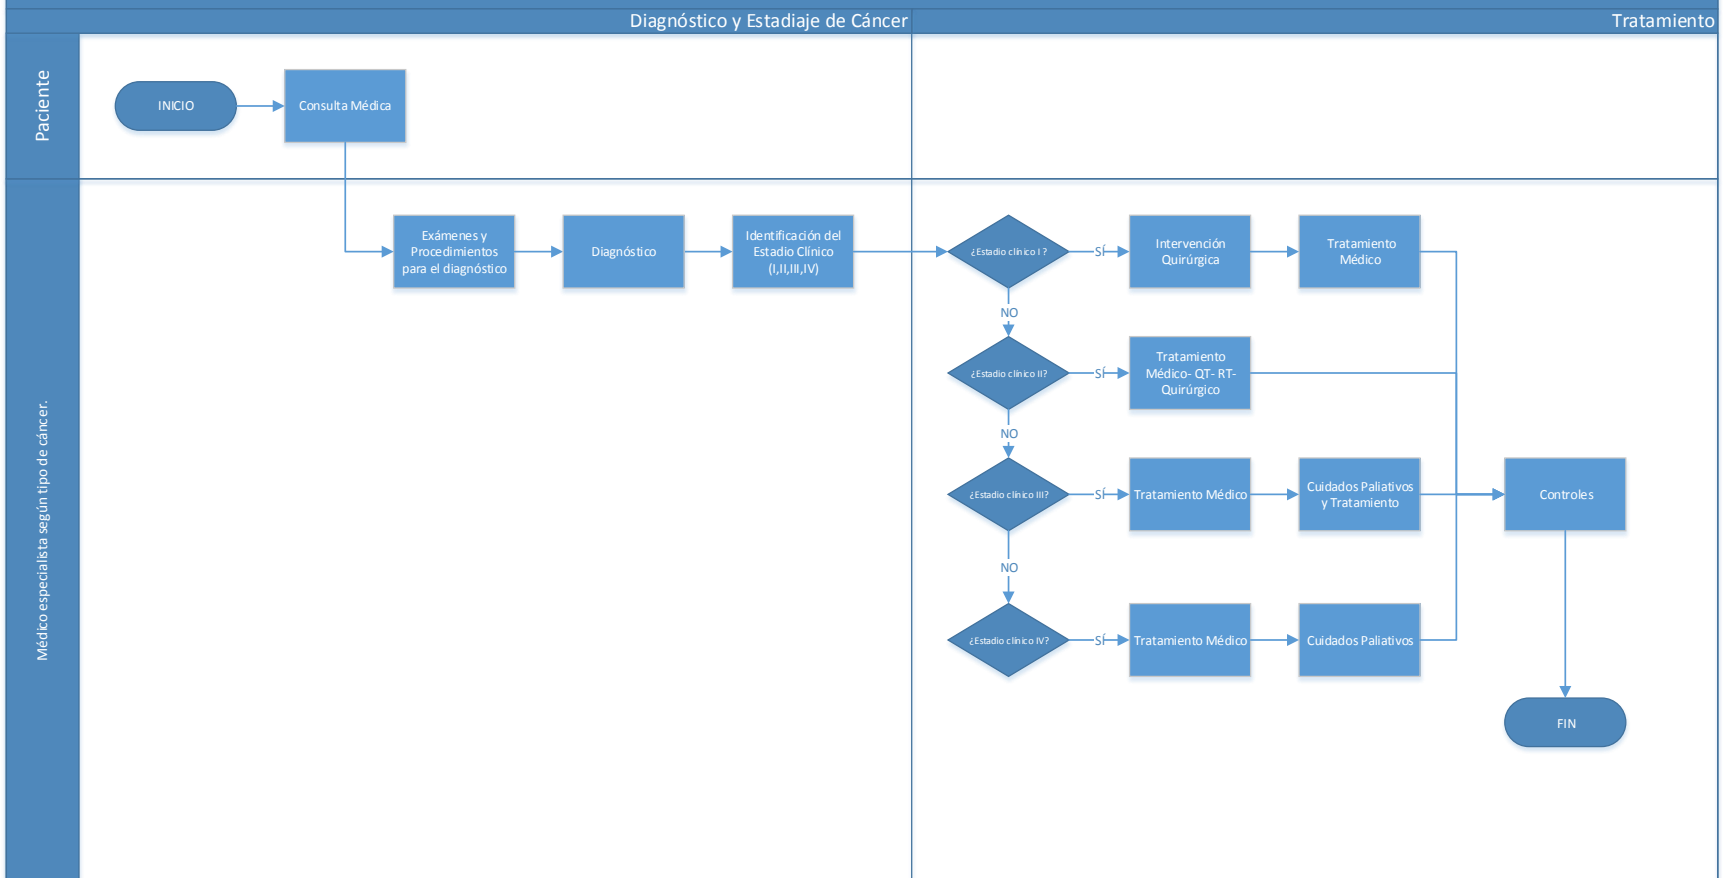 Diagnóstico y Estadiaje de Cáncer
Tratamiento
Paciente
INICIO
Consulta Médica
Médico especialista según tipo de cáncer.
Exámenes y
Procedimientos
para el diagnóstico
Diagnóstico
Identificación del
Estadio Clínico
(I,II,III,IV)
¿Estadio clínico I ?
SÍ
Intervención
Quirúrgica
Tratamiento
Médico
NO
¿Estadio clínico II?
SÍ
Tratamiento
Médico- QT- RT-
Quirúrgico
NO
¿Estadio clínico III?
SÍ
Tratamiento Médico
Cuidados Paliativos
y Tratamiento
Controles
NO
¿Estadio clínico IV?
SÍ
Tratamiento Médico
Cuidados Paliativos
FIN